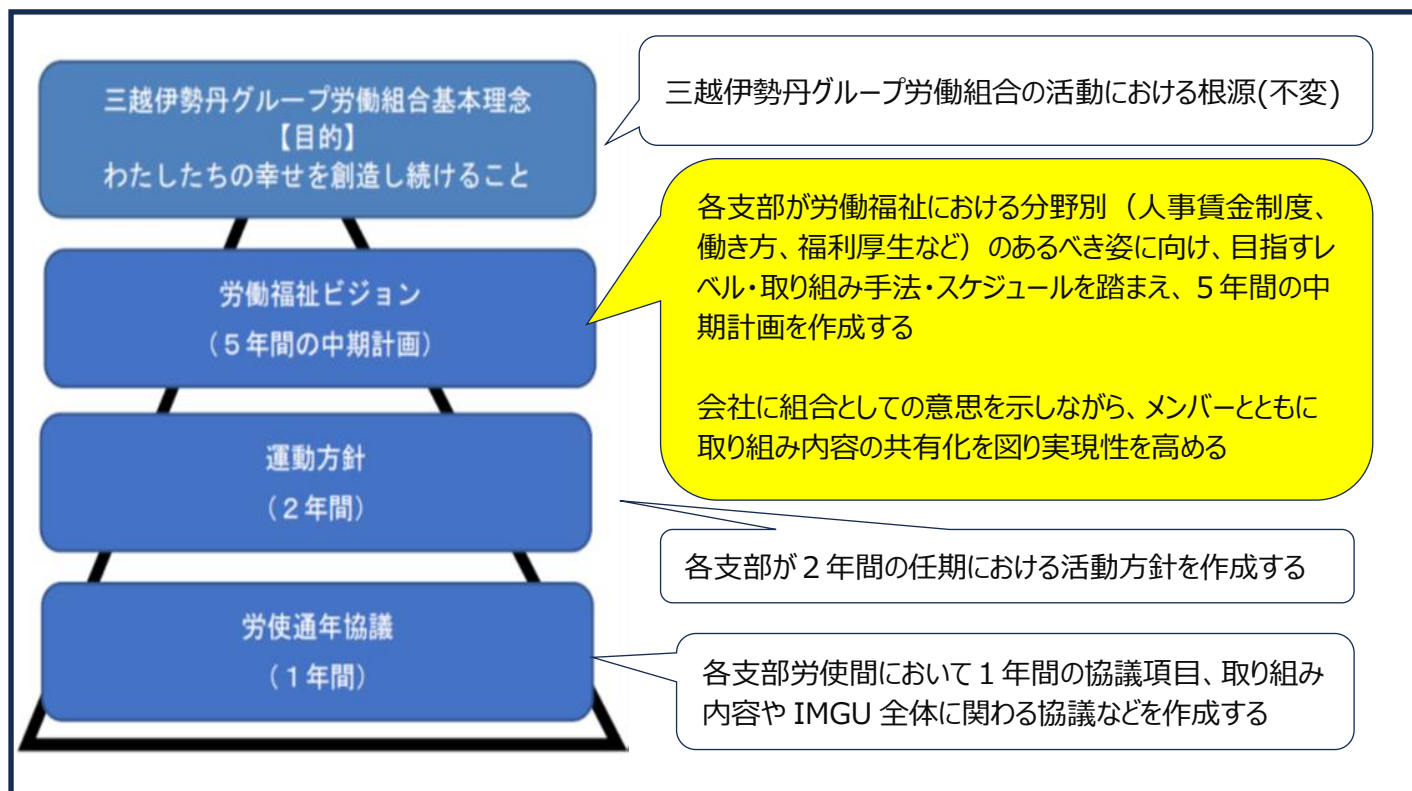 三越伊勢丹グループ労働組合基本理念
【目的】
わたしたちの幸せを創造し続けること
三越伊勢丹グループ労働組合の活動における根源(不変)
労働福祉ビジョン
（５年間の中期計画）
各支部が労働福祉における分野別（人事賃金制度、
働き方、福利厚生など）のあるべき姿に向け、目指すレ
ベル・取り組み手法・スケジュールを踏まえ、５年間の中
期計画を作成する
会社に組合としての意思を示しながら、メンバーとともに
取り組み内容の共有化を図り実現性を高める
運動方針
（２年間）
各支部が２年間の任期における活動方針を作成する
労使通年協議
（１年間）
各支部労使間において１年間の協議項目、取り組み
内容や IMGU 全体に関わる協議などを作成する